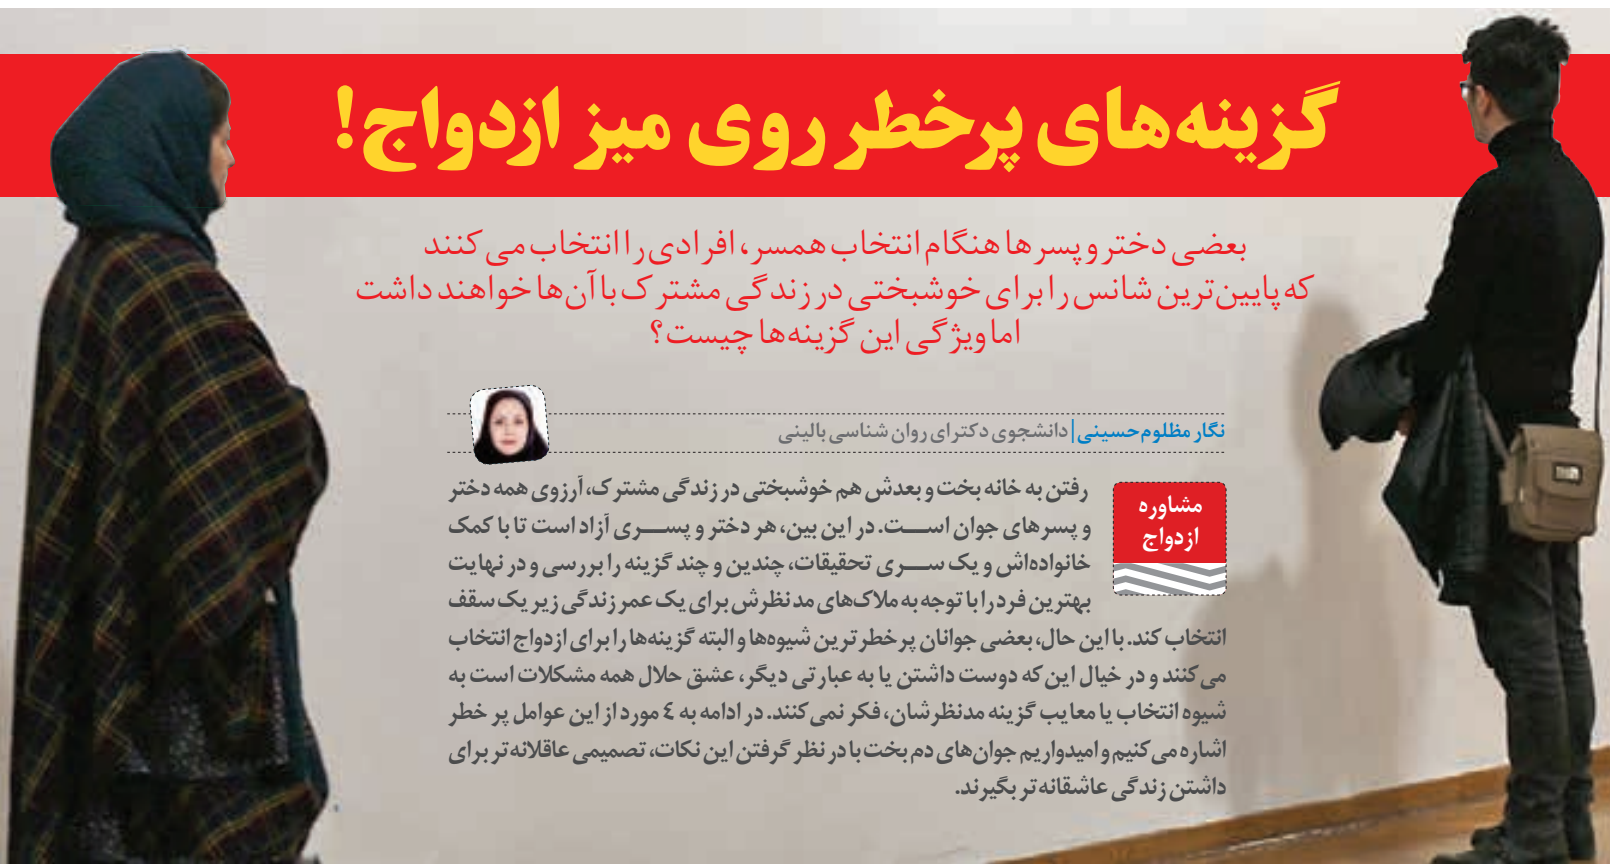 گزینه‌های پرخطر روی میز ازدواج!
بعضی دختر و پسرها هنگام انتخاب همسر، افرادی را انتخاب می‌کنند
که پایین‌ترین شانس را برای خوشبختی در زندگی مشترک با آن‌ها خواهند داشت
اما ویژگی این گزینه‌ها چیست؟
نگار مظلوم‌حسینی|دانشجوی دکترای روان شناسی بالینی
مشاوره
ازدواج
رفتن به خانه بخت و بعدش هم خوشبختی در زندگی مشترک، آرزوی همه دختر
و پسرهای جوان اســت. در این بین، هر دختر و پســری آزاد است تا با کمک
خانواده‌اش و یک ســری تحقیقات، چندین و چند گزینه را بررسی و در نهایت
بهترین فرد را با توجه به ملاک‌های مد نظرش برای یک عمر زندگی زیر یک سقف
انتخاب کند. با این حال، بعضی جوانان پرخطرترین شیوه‌ها و البته گزینه‌ها را برای ازدواج انتخاب
می‌کنند و در خیال این که دوست داشتن یا به عبارتی دیگر، عشق حلال همه مشکلات است به
شیوه انتخاب یا معایب گزینه مدنظرشان، فکر نمی‌کنند. در ادامه به ٤ مورد از این عوامل پر خطر
اشاره می‌کنیم و امیدواریم جوان‌های دم بخت با در نظر گرفتن این نکات، تصمیمی عاقلانه‌تر برای
داشتن زندگی عاشقانه‌تر بگیرند.